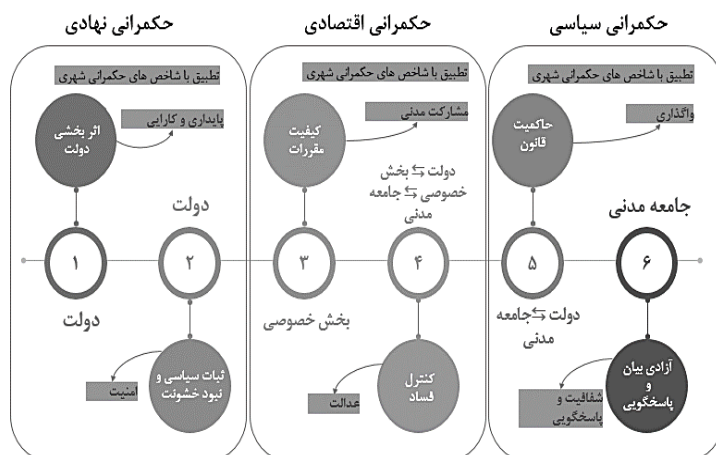 حکمرانی سیاسی
تطبیق با شاخص های حکمرانی شهری
واگذاری
حاکمیت
قانون
جامعه مدنی
۵
۶
دولت⇆جامعه
مدنی
آزادی بیان
و
پاسخگویی
شفافیت و
پاسخگویی
حکمرانی اقتصادی
تطبیق با شاخص های حکمرانی شهری
مشارکت مدنی
کیفیت
مقررات
دولت ⇆ بخش
خصوصی ⇆ جامعه
مدنی
۳
۴
بخش خصوصی
کنترل
فساد
عدالت
حکمرانی نهادی
تطبیق با شاخص های حکمرانی شهری
پایداری و کارایی
اثر بخشی
دولت
دولت
۱
۲
دولت
ثبات سیاسی و
نبود خشونت
امنیت